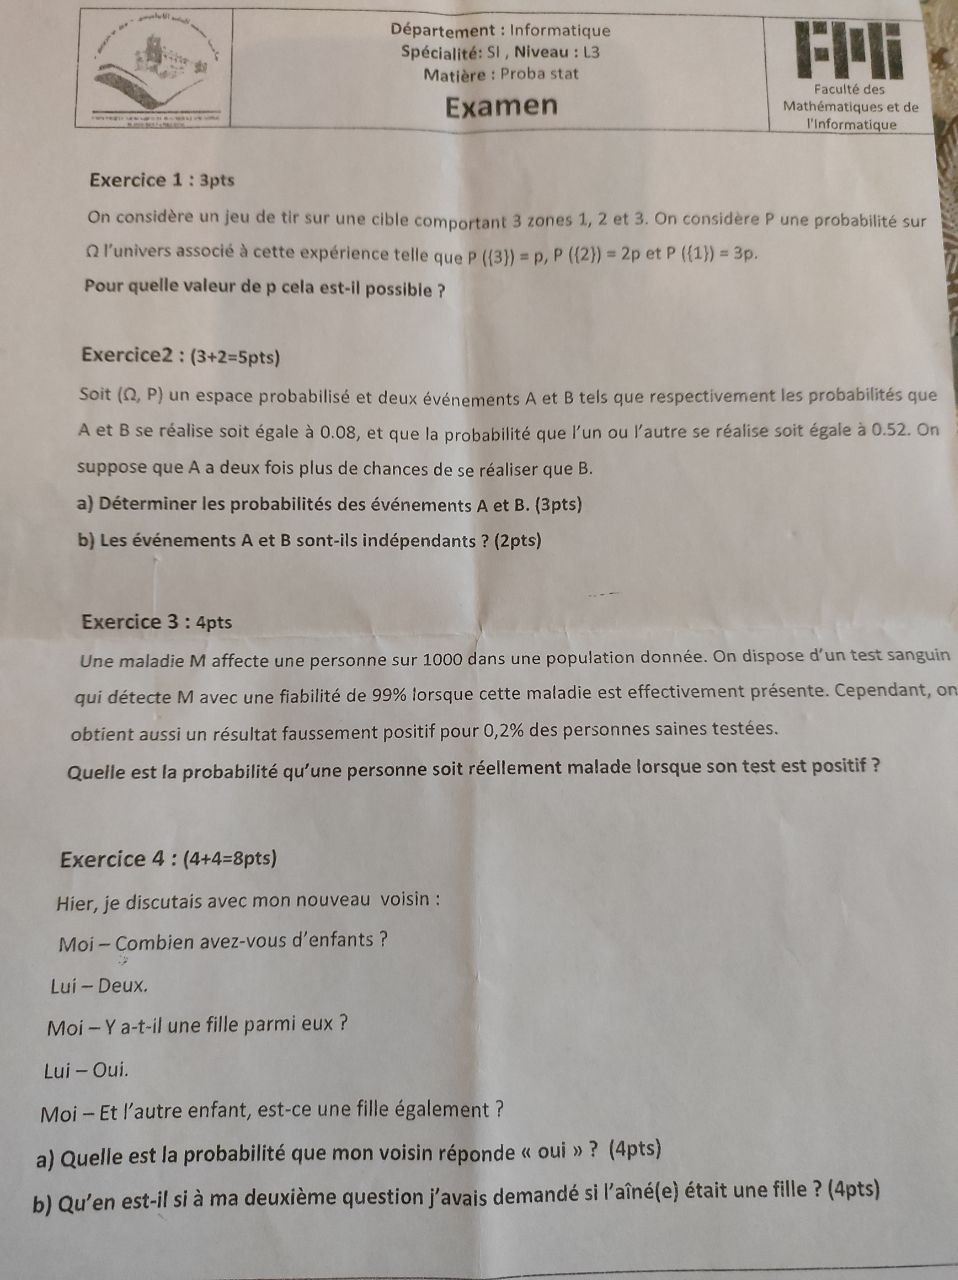 Département : Informatique
Spécialité: SI , Niveau : L3
Matière : Proba stat
Examen
Faculté des
Mathématiques et de
l'Informatique
Exercice 1 : 3pts
On considère un jeu de tir sur une cible comportant 3 zones 1, 2 et 3. On considère P une probabilité sur
Ω l'univers associé à cette expérience telle que P ({3}) = p, P ({2}) = 2p et P ({1}) = 3p.
Pour quelle valeur de p cela est-il possible ?
Exercice2 : (3+2=5pts)
Soit (Ω, P) un espace probabilisé et deux événements A et B tels que respectivement les probabilités que
A et B se réalise soit égale à 0.08, et que la probabilité que l'un ou l'autre se réalise soit égale à 0.52. On
suppose que A a deux fois plus de chances de se réaliser que B.
a) Déterminer les probabilités des événements A et B. (3pts)
b) Les événements A et B sont-ils indépendants ? (2pts)
Exercice 3 : 4pts
Une maladie M affecte une personne sur 1000 dans une population donnée. On dispose d'un test sanguin
qui détecte M avec une fiabilité de 99% lorsque cette maladie est effectivement présente. Cependant, on
obtient aussi un résultat faussement positif pour 0,2% des personnes saines testées.
Quelle est la probabilité qu'une personne soit réellement malade lorsque son test est positif ?
Exercice 4 : (4+4=8pts)
Hier, je discutais avec mon nouveau voisin :
Moi – Combien avez-vous d'enfants ?
Lui – Deux.
Moi – Y a-t-il une fille parmi eux ?
Lui – Oui.
Moi – Et l'autre enfant, est-ce une fille également ?
a) Quelle est la probabilité que mon voisin réponde « oui » ? (4pts)
b) Qu'en est-il si à ma deuxième question j'avais demandé si l'aîné(e) était une fille ? (4pts)